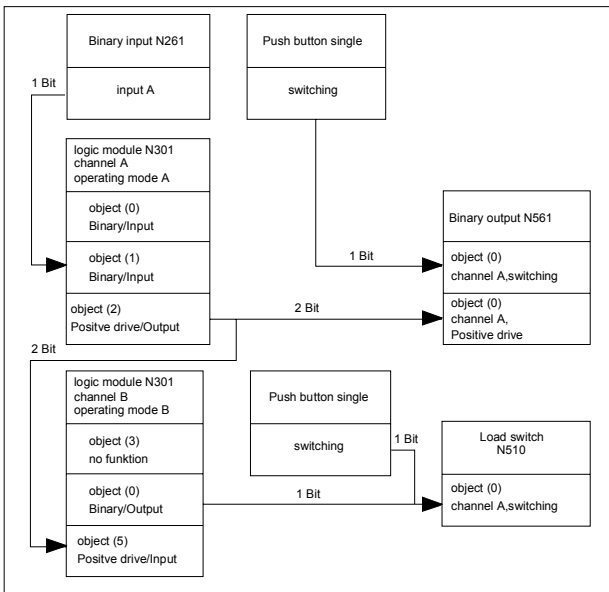 Binary input N261
input A
1 Bit
Push button single
switching
logic module N301
channel A
operating mode A
object (0)
Binary/Input
object (1)
Binary/Input
object (2)
Positve drive/Output
1 Bit
2 Bit
Binary output N561
object (0)
channel A,switching
object (0)
channel A,
Positive drive
2 Bit
logic module N301
channel B
operating mode B
object (3)
no funktion
object (0)
Binary/Output
object (5)
Positve drive/Input
Push button single
switching
1 Bit
1 Bit
Load switch
N510
object (0)
channel A,switching